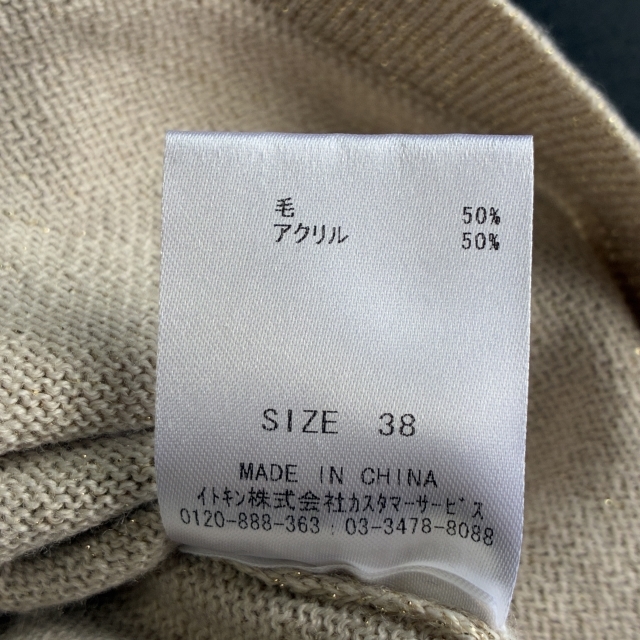 毛 50%
アクリル 50%
SIZE 38
MADE IN CHINA
イトキン株式会社カスタマーサービス
0120-888-363 03-3478-8088